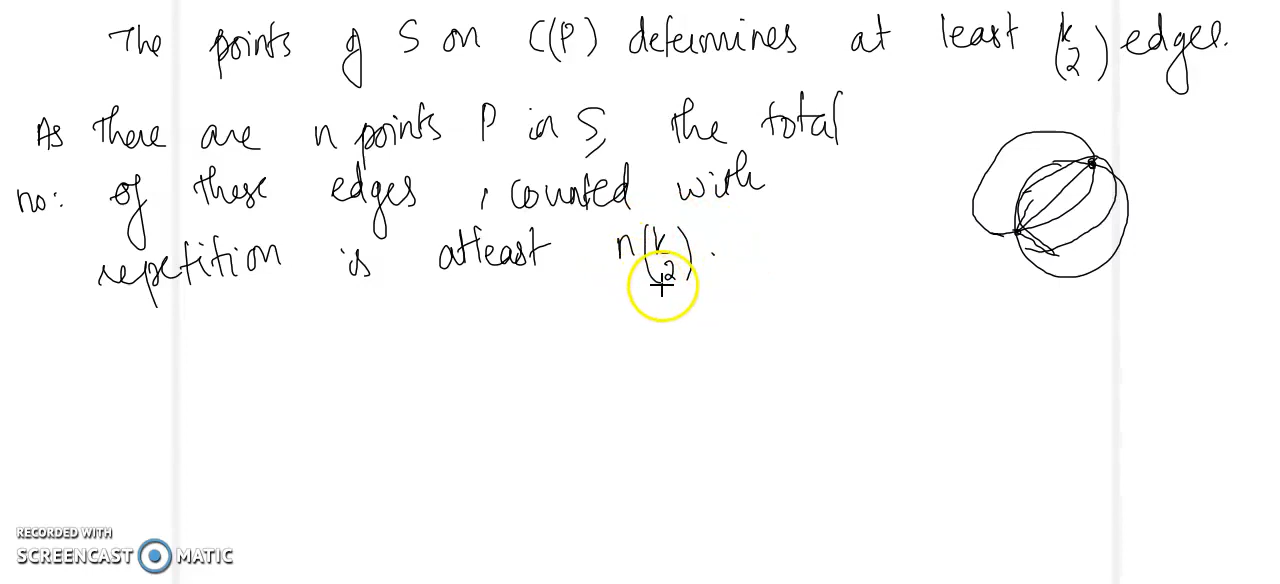 The points of S on C(P) determines at least (k 2) edges.
As there are n points P in S, the total
no: of these edges, counted with
repetition is atleast n(k 2).
RECORDED WITH
SCREENCAST MATIC